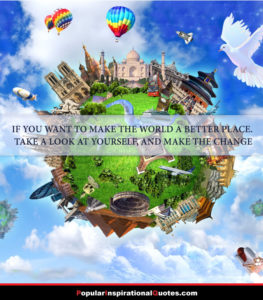 IF YOU WANT TO MAKE THE WORLD A BETTER PLACE.
TAKE A LOOK AT YOURSELF, AND MAKE THE CHANGE
PopularInspirationalQuotes.com